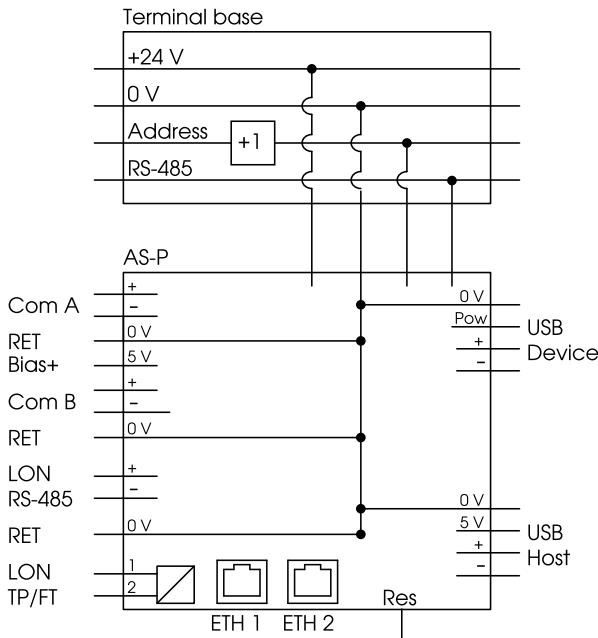 Terminal base
+24 V
0 V
Address
+1
RS-485
AS-P
Com A
+
-
RET
0 V
Bias+
5 V
Com B
+
-
RET
0 V
LON
RS-485
+
-
RET
0 V
LON
TP/FT
1
2
ETH 1
ETH 2
Res
0 V
Pow
+
-
USB
Device
0 V
5 V
+
-
USB
Host